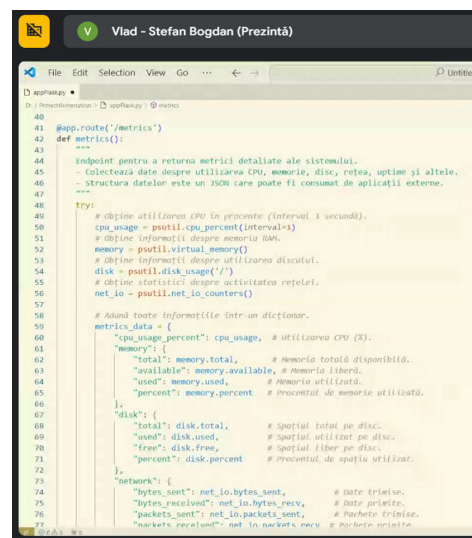 V Vlad - Stefan Bogdan (Prezintă)
File Edit Selection View Go ··· ← → Untitle
appFlask.py ●
appFlask.py > metrics
40
41 @app.route('/metrics')
42 def metrics():
43 """
44 Endpoint pentru a returna metrici detaliate ale sistemului.
45 - Colectează date despre utilizarea CPU, memorie, disc, rețea, uptime și altele.
46 - Structura datelor este un JSON care poate fi consumat de aplicații externe.
47 """
48 try:
49 # Obține utilizarea CPU în procente (interval 1 secundă).
50 cpu_usage = psutil.cpu_percent(interval=1)
51 # Obține informații despre memoria RAM.
52 memory = psutil.virtual_memory()
53 # Obține informații despre utilizarea discului.
54 disk = psutil.disk_usage('/')
55 # Obține statistici despre activitatea rețelei.
56 net_io = psutil.net_io_counters()
57
58 # Adună toate informațiile într-un dicționar.
59 metrics_data = {
60 "cpu_usage_percent": cpu_usage, # Utilizarea CPU (%).
61 "memory": {
62 "total": memory.total, # Memoria totală disponibilă.
63 "available": memory.available, # Memoria liberă.
64 "used": memory.used, # Memoria utilizată.
65 "percent": memory.percent # Procentul de memorie utilizată.
66 },
67 "disk": {
68 "total": disk.total, # Spațiul total pe disc.
69 "used": disk.used, # Spațiul utilizat pe disc.
70 "free": disk.free, # Spațiul liber pe disc.
71 "percent": disk.percent # Procentul de spațiu utilizat.
72 },
73 "network": {
74 "bytes_sent": net_io.bytes_sent, # Date trimise.
75 "bytes_received": net_io.bytes_recv, # Date primite.
76 "packets_sent": net_io.packets_sent, # Pachete trimise.
77 "packets_received": net_io.packets_recv # Pachete primite.